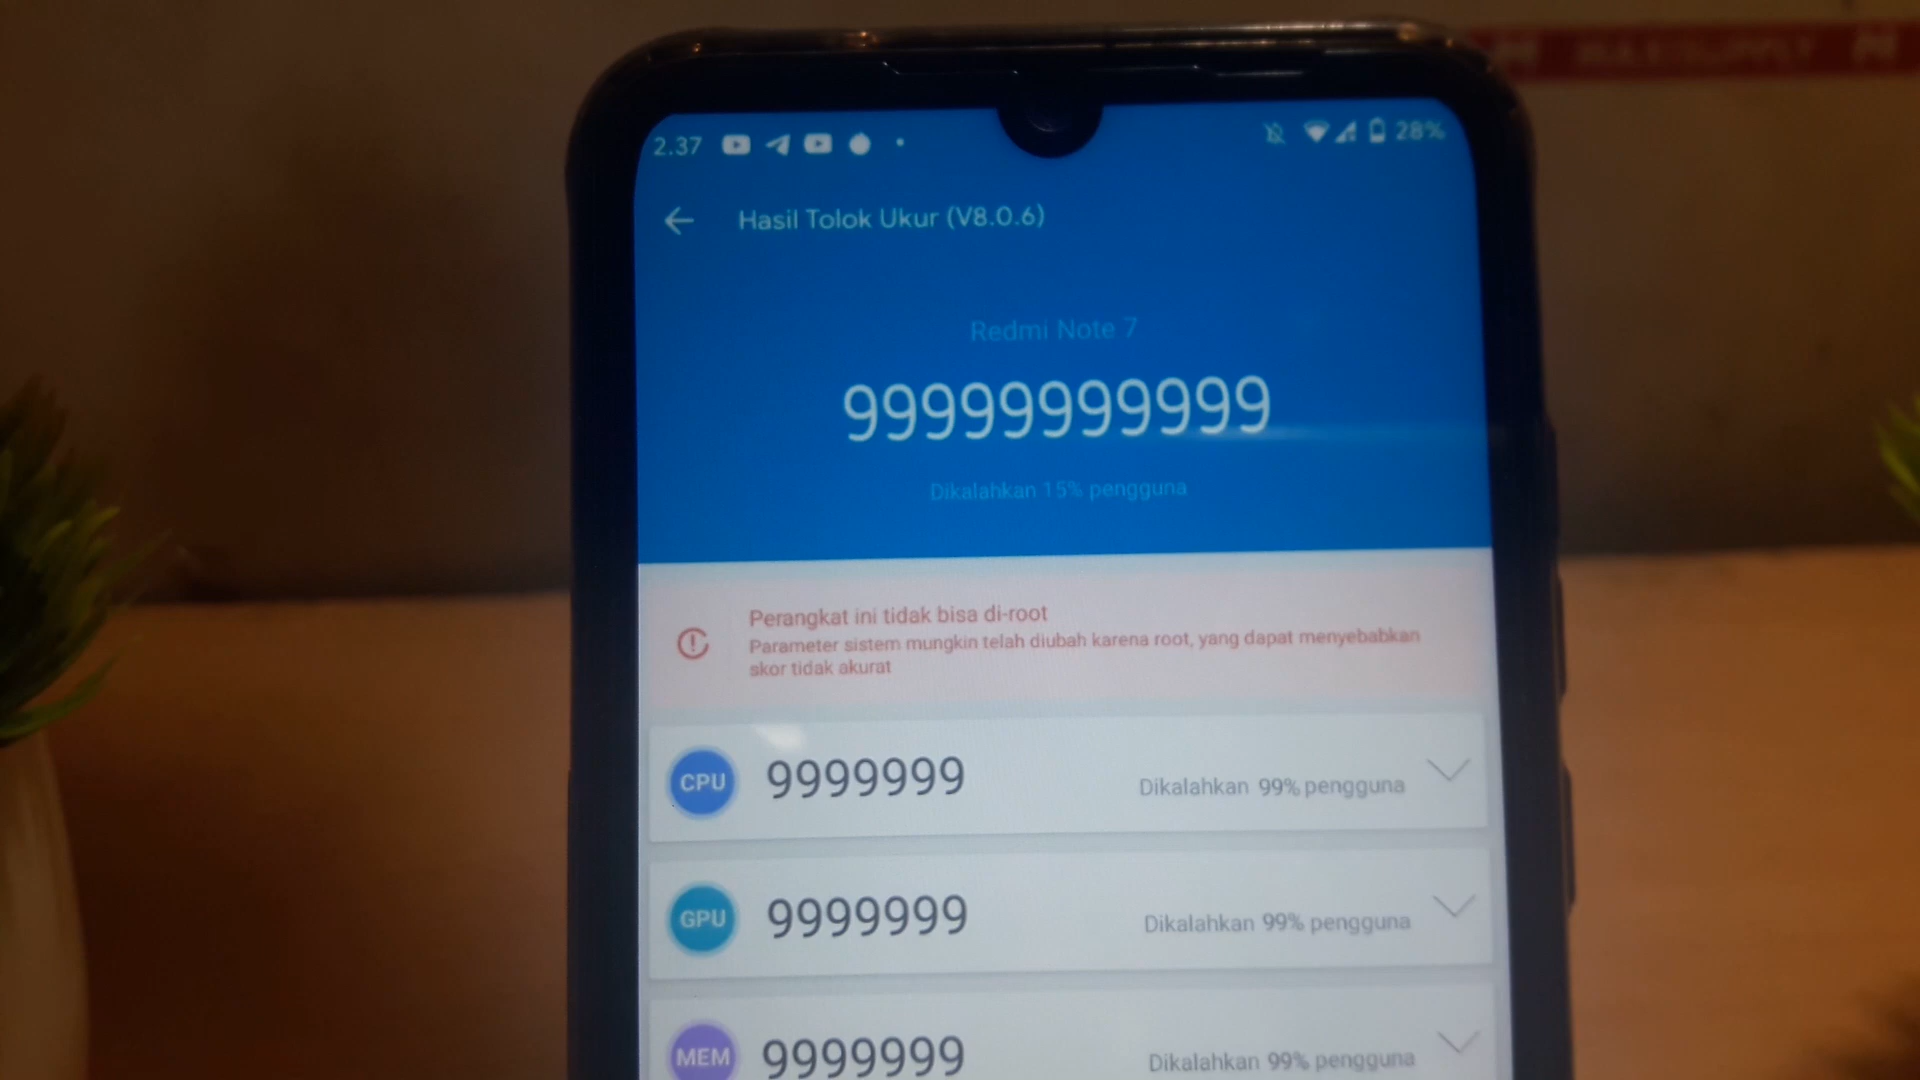 2.37
28%
Hasil Tolok Ukur (V8.0.6)
Redmi Note 7
99999999999
Dikalahkan 15% pengguna
Perangkat ini tidak bisa di-root
Parameter sistem mungkin telah diubah karena root, yang dapat menyebabkan
skor tidak akurat
CPU 9999999 Dikalahkan 99% pengguna
GPU 9999999 Dikalahkan 99% pengguna
MEM 9999999 Dikalahkan 99% pengguna